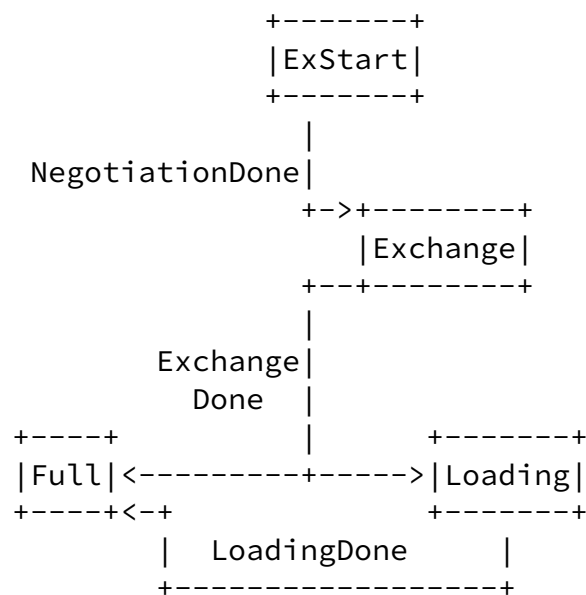 ExStart
NegotiationDone
Exchange
Exchange
Done
Full
Loading
LoadingDone